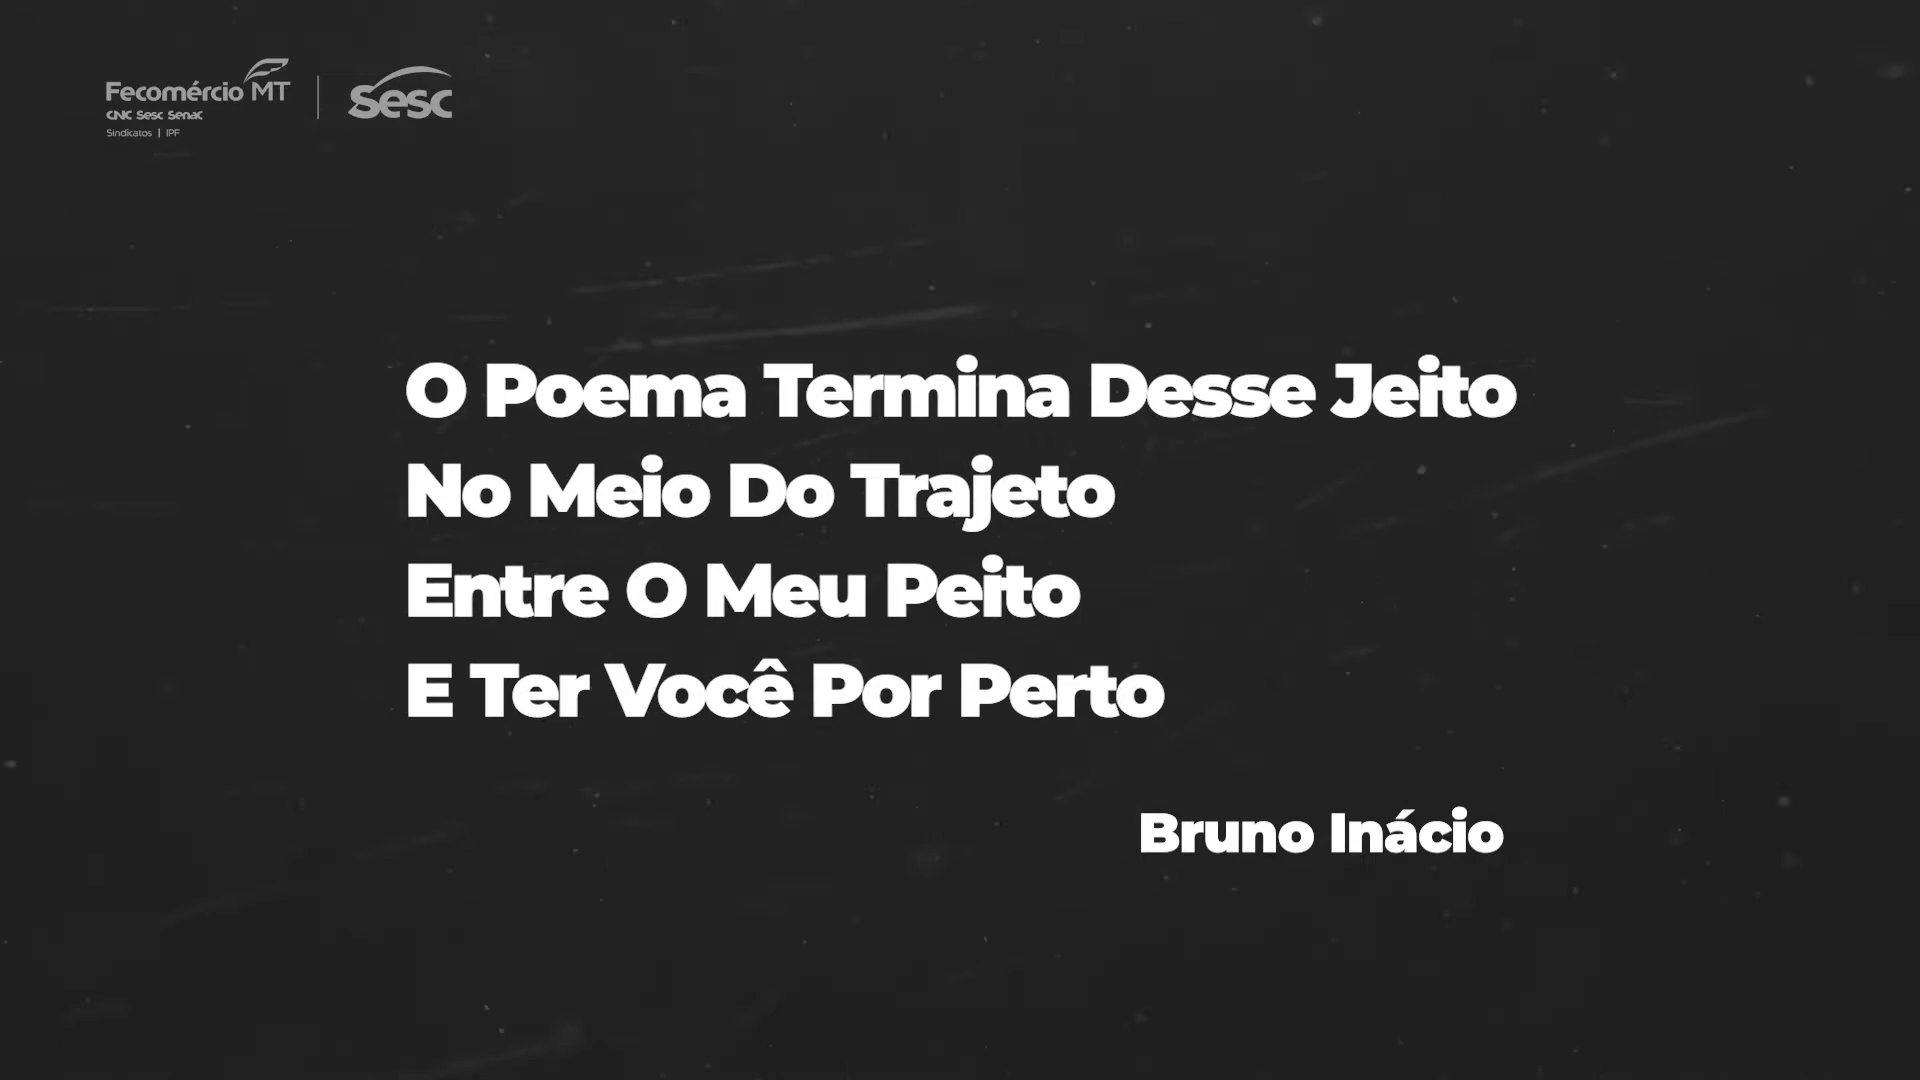 Fecomércio MT
CNC Sesc Senac
Sindicatos | IPF
Sesc
O Poema Termina Desse Jeito
No Meio Do Trajeto
Entre O Meu Peito
E Ter Você Por Perto
Bruno Inácio